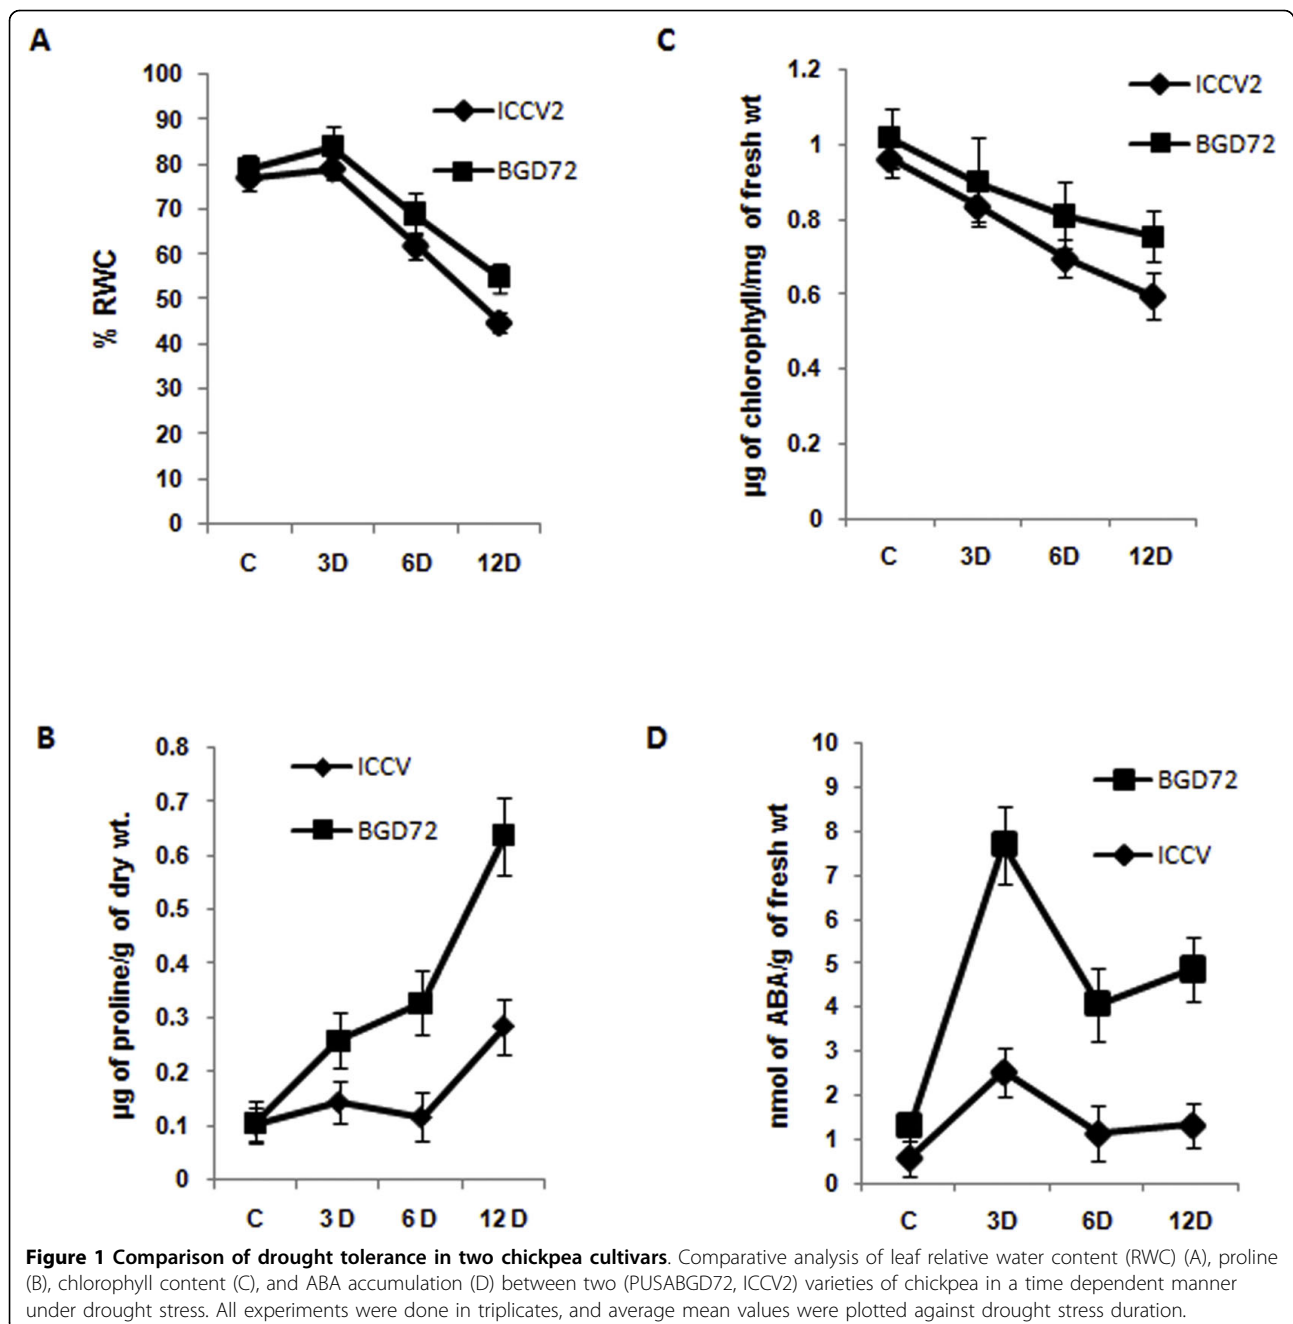 A
100
90
80
70
60
50
40
30
20
10
0
% RWC
ICCV2
BGD72
C 3D 6D 12D
C
1.2
1
0.8
0.6
0.4
0.2
0
µg of chlorophyll/mg of fresh wt
ICCV2
BGD72
C 3D 6D 12D
B
0.8
0.7
0.6
0.5
0.4
0.3
0.2
0.1
0
µg of proline/g of dry wt.
ICCV
BGD72
C 3D 6D 12D
D
10
9
8
7
6
5
4
3
2
1
0
nmol of ABA/g of fresh wt
BGD72
ICCV
C 3D 6D 12D
Figure 1 Comparison of drought tolerance in two chickpea cultivars. Comparative analysis of leaf relative water content (RWC) (A), proline
(B), chlorophyll content (C), and ABA accumulation (D) between two (PUSABGD72, ICCV2) varieties of chickpea in a time dependent manner
under drought stress. All experiments were done in triplicates, and average mean values were plotted against drought stress duration.